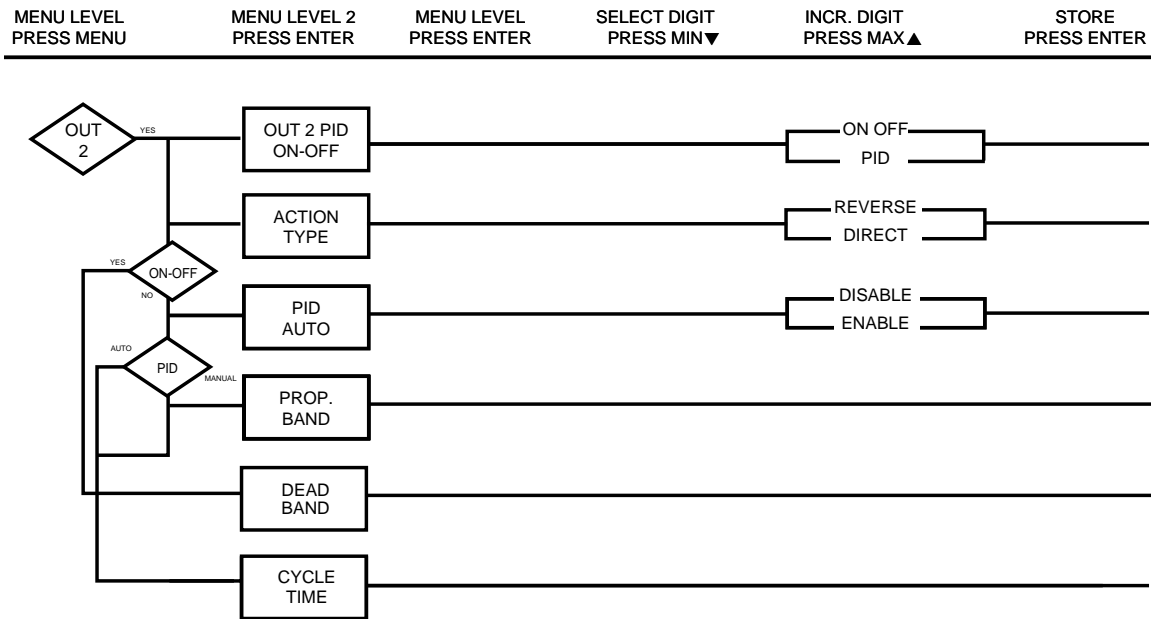 MENU LEVEL
PRESS MENU
MENU LEVEL 2
PRESS ENTER
MENU LEVEL
PRESS ENTER
SELECT DIGIT
PRESS MIN▼
INCR. DIGIT
PRESS MAX▲
STORE
PRESS ENTER
OUT
2
YES
OUT 2 PID
ON-OFF
ON OFF
PID
ACTION
TYPE
REVERSE
DIRECT
YES
ON-OFF
NO
PID
AUTO
DISABLE
ENABLE
AUTO
PID
MANUAL
PROP.
BAND
DEAD
BAND
CYCLE
TIME